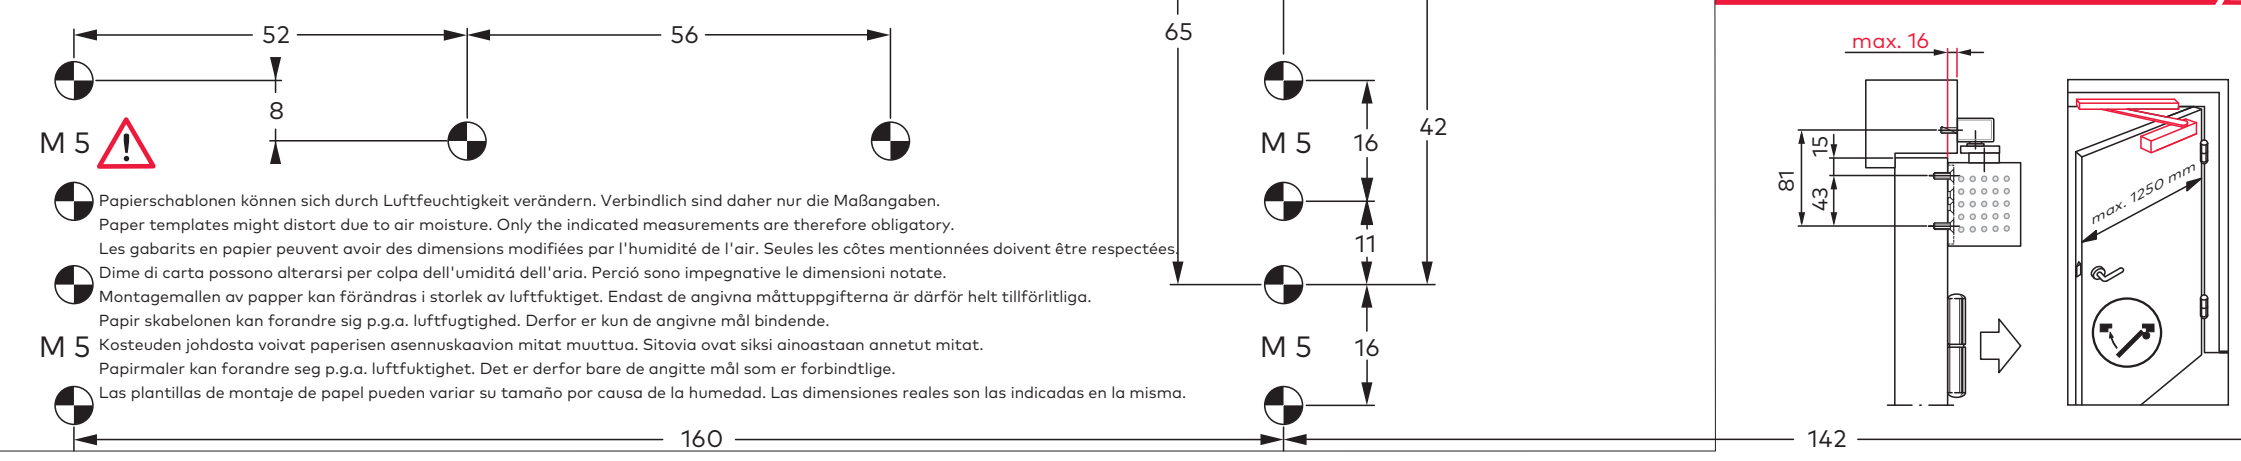 52
56
65
8
M 5
M 5
16
42
11
Papierschablonen können sich durch Luftfeuchtigkeit verändern. Verbindlich sind daher nur die Maßangaben.
Paper templates might distort due to air moisture. Only the indicated measurements are therefore obligatory.
Les gabarits en papier peuvent avoir des dimensions modifiées par l'humidité de l'air. Seules les côtes mentionnées doivent être respectées.
Dime di carta possono alterarsi per colpa dell'umiditá dell'aria. Perció sono impegnative le dimensioni notate.
Montagemallen av papper kan förändras i storlek av luftfuktiget. Endast de angivna måttuppgifterna är därför helt tillförlitliga.
Papir skabelonen kan forandre sig p.g.a. luftfugtighed. Derfor er kun de angivne mål bindende.
M 5
Kosteuden johdosta voivat paperisen asennuskaavion mitat muuttua. Sitovia ovat siksi ainoastaan annetut mitat.
Papirmaler kan forandre seg p.g.a. luftfuktighet. Det er derfor bare de angitte mål som er forbindtlige.
Las plantillas de montaje de papel pueden variar su tamaño por causa de la humedad. Las dimensiones reales son las indicadas en la misma.
M 5
16
160
142
max. 16
15
81
43
max. 1250 mm